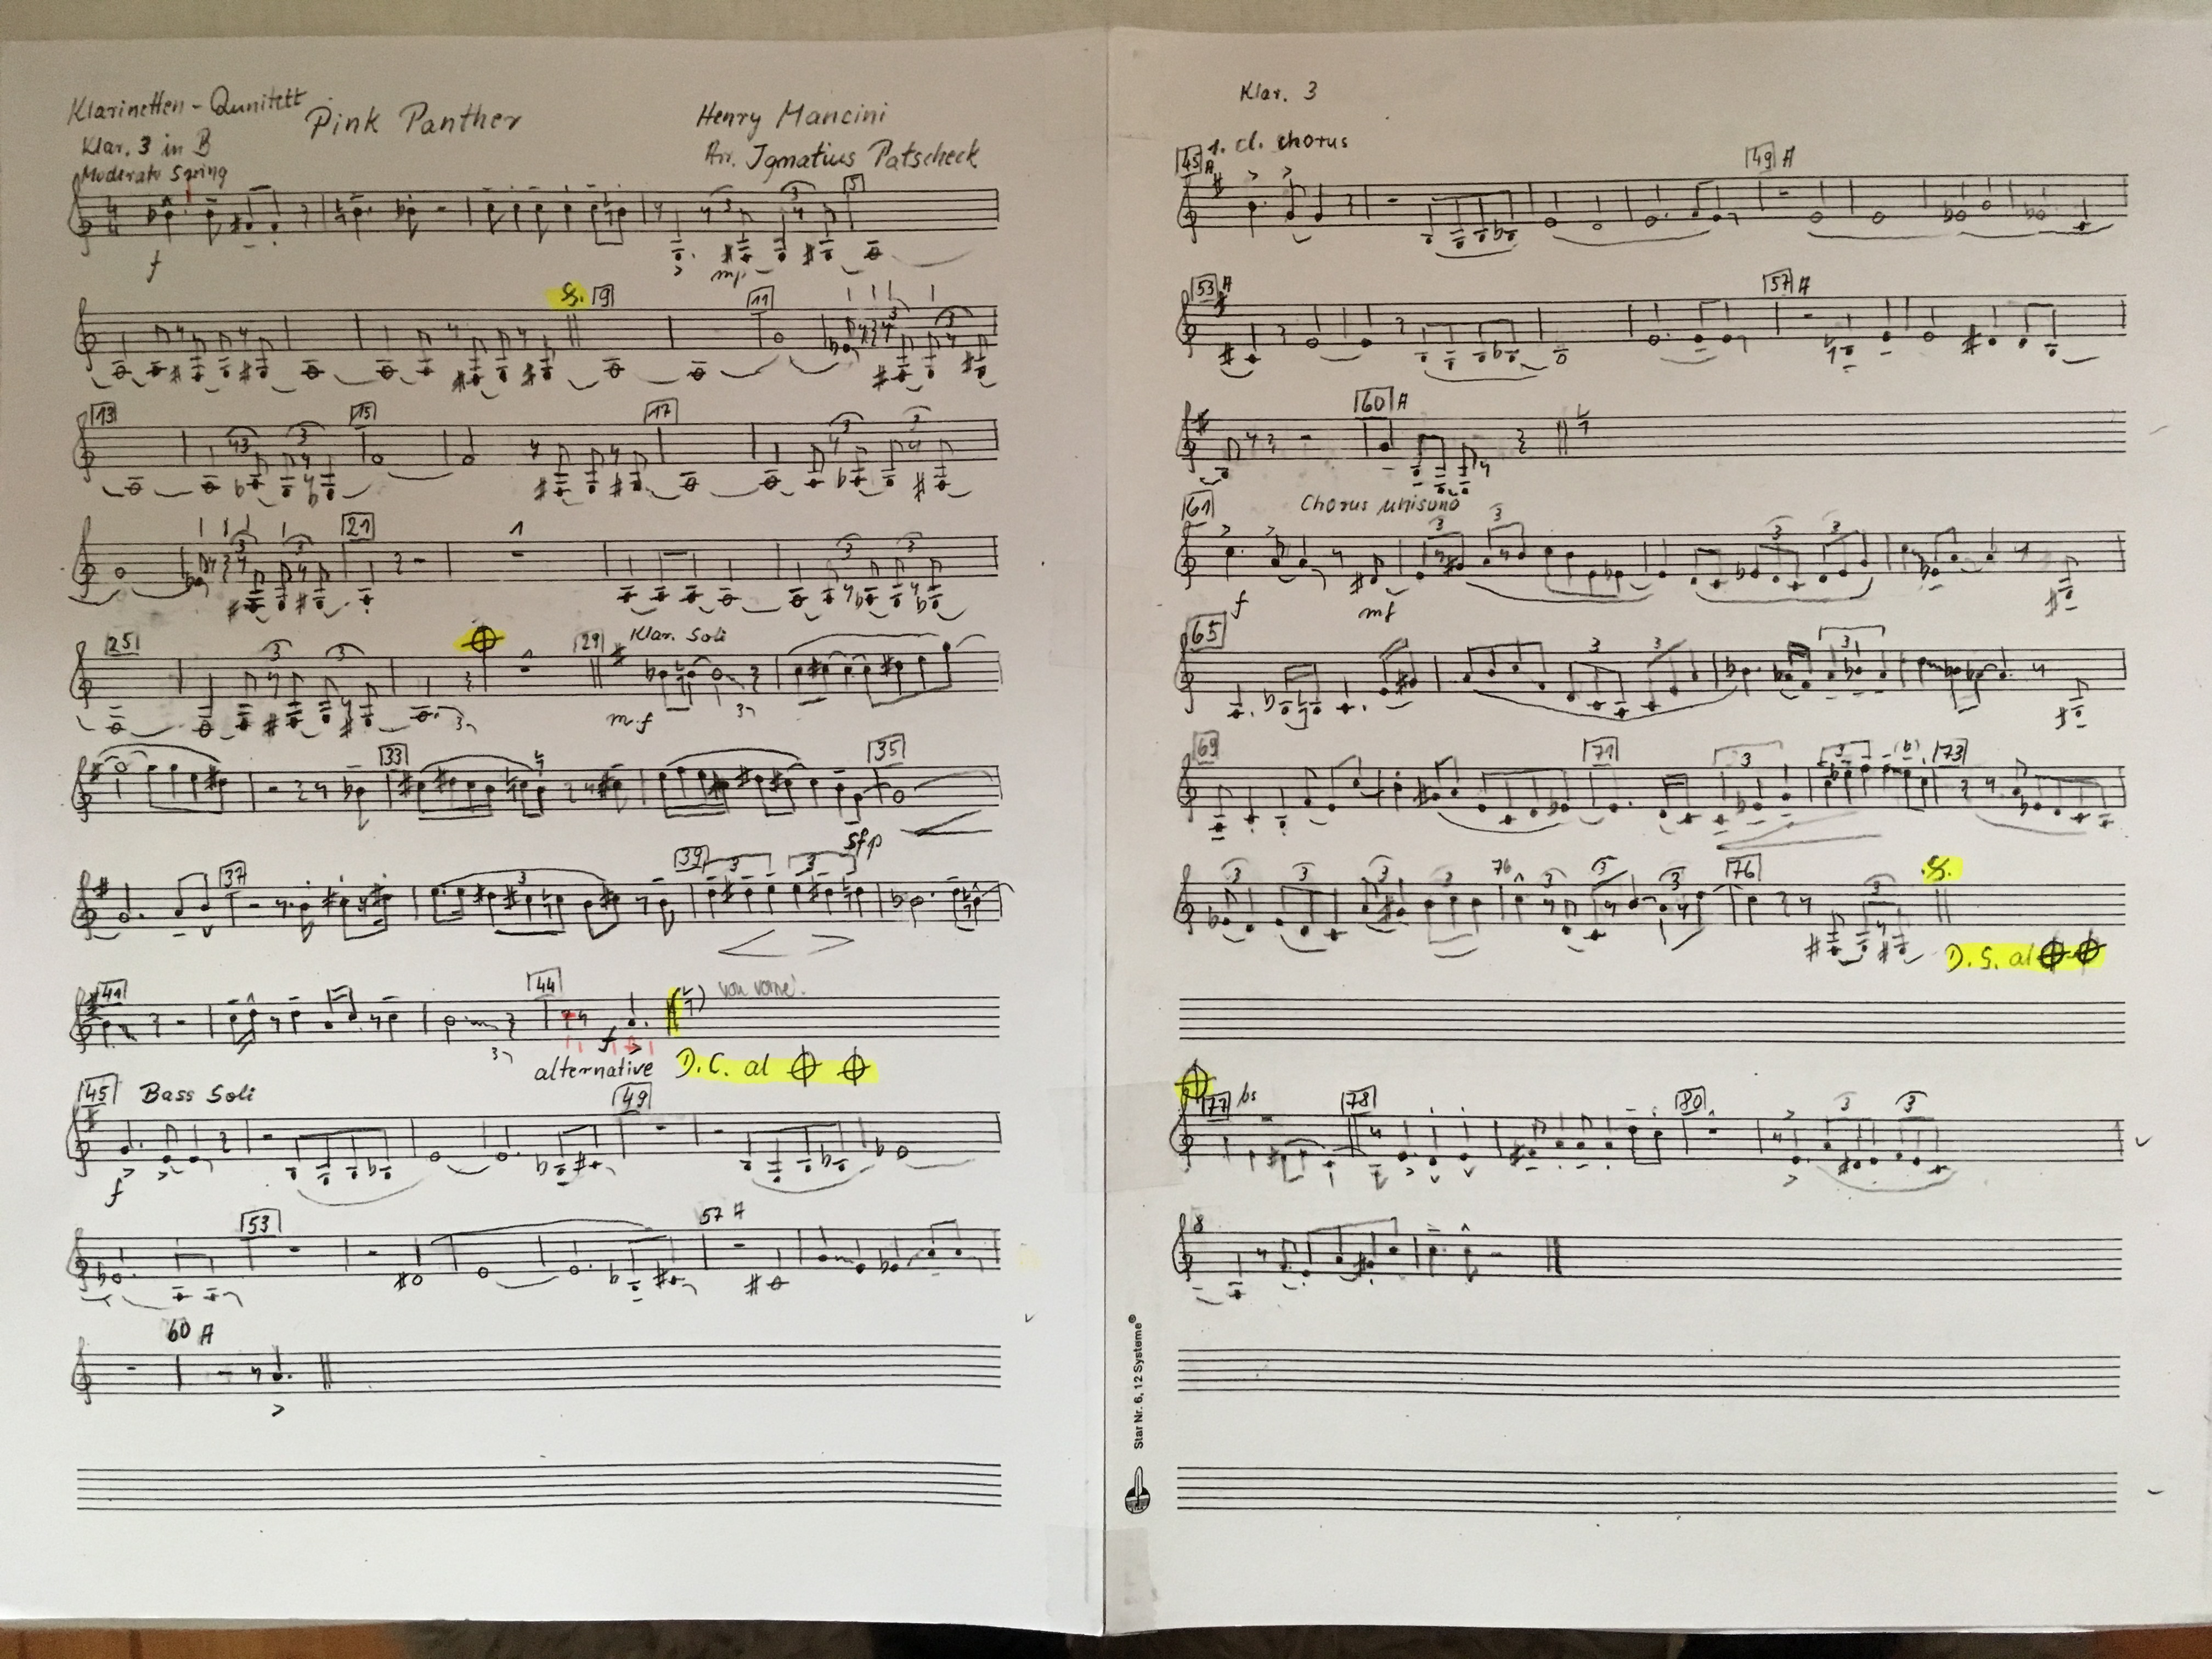 Klarinetten - Qunitett
Pink Panther
Henry Mancini
Klar. 3 in B
Arr. Ignatius Patscheck
Moderato Swing
5
f
mp
9
11
13
15
17
21
25
29
Klar. Soli
mf
33
35
sfp
37
39
41
44
von vorne!
f
alternative
D.C. al
45
Bass Soli
49
f
53
57 A
60 A
Klar. 3
45 A
1. cl. chorus
49 A
53 A
57 A
60 A
61
Chorus unisono
f
mf
65
69
71
73
76
76
D.S. al
77
78
80
8
Star Nr. 6, 12 Systeme®